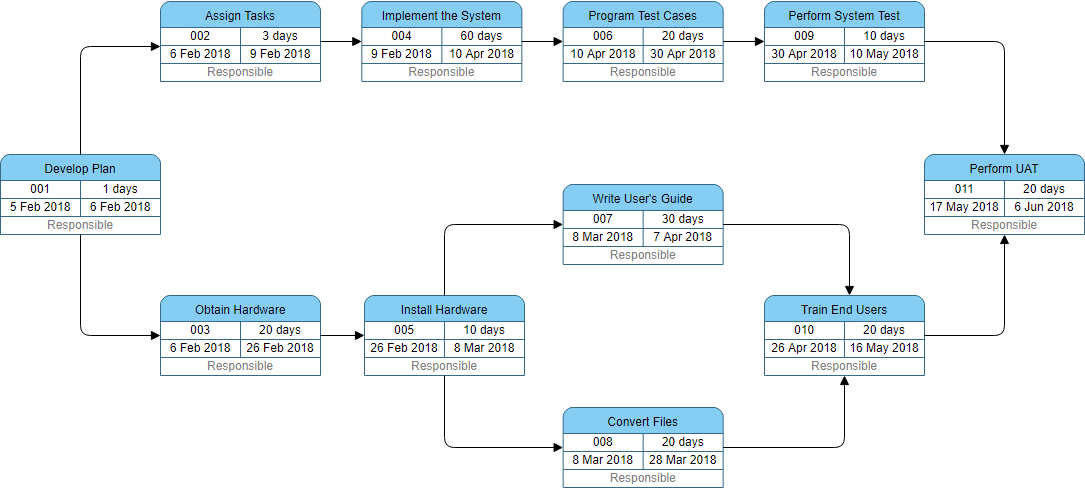 Assign Tasks
002 3 days
6 Feb 2018 9 Feb 2018
Responsible
Implement the System
004 60 days
9 Feb 2018 10 Apr 2018
Responsible
Program Test Cases
006 20 days
10 Apr 2018 30 Apr 2018
Responsible
Perform System Test
009 10 days
30 Apr 2018 10 May 2018
Responsible
Develop Plan
001 1 days
5 Feb 2018 6 Feb 2018
Responsible
Perform UAT
011 20 days
17 May 2018 6 Jun 2018
Responsible
Write User's Guide
007 30 days
8 Mar 2018 7 Apr 2018
Responsible
Obtain Hardware
003 20 days
6 Feb 2018 26 Feb 2018
Responsible
Install Hardware
005 10 days
26 Feb 2018 8 Mar 2018
Responsible
Train End Users
010 20 days
26 Apr 2018 16 May 2018
Responsible
Convert Files
008 20 days
8 Mar 2018 28 Mar 2018
Responsible